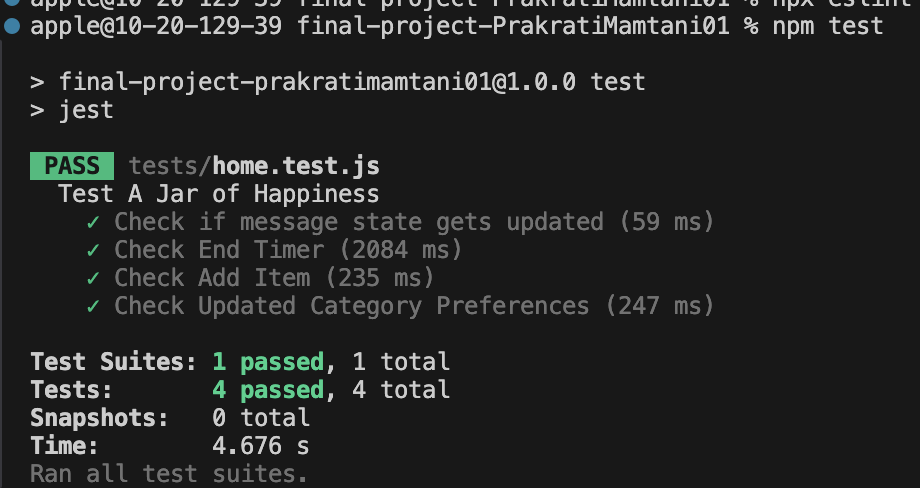 apple@10-20-129-39 final-project-PrakratiMamtani01 % npx eslint
apple@10-20-129-39 final-project-PrakratiMamtani01 % npm test
> final-project-prakratimamtani01@1.0.0 test
> jest
PASS tests/home.test.js
Test A Jar of Happiness
✓ Check if message state gets updated (59 ms)
✓ Check End Timer (2084 ms)
✓ Check Add Item (235 ms)
✓ Check Updated Category Preferences (247 ms)
Test Suites: 1 passed, 1 total
Tests: 4 passed, 4 total
Snapshots: 0 total
Time: 4.676 s
Ran all test suites.